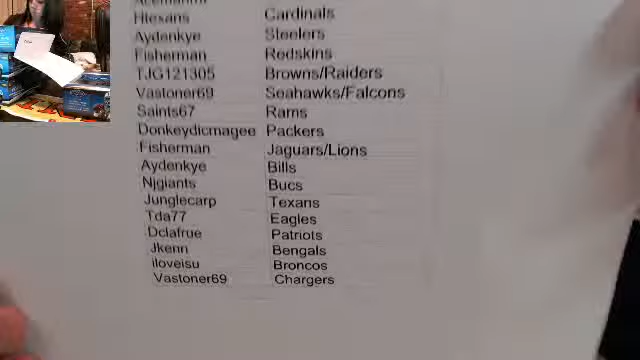 Htexans Cardinals
Aydenkye Steelers
Fisherman Redskins
TJG121305 Browns/Raiders
Vastoner69 Seahawks/Falcons
Saints67 Rams
Donkeydicmagee Packers
Fisherman Jaguars/Lions
Aydenkye Bills
Njgiants Bucs
Junglecarp Texans
Tda77 Eagles
Dclafrue Patriots
Jkenn Bengals
iloveisu Broncos
Vastoner69 Chargers